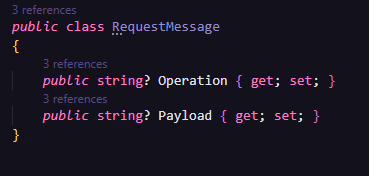 3 references
public class RequestMessage
{
3 references
public string? Operation { get; set; }
3 references
public string? Payload { get; set; }
}